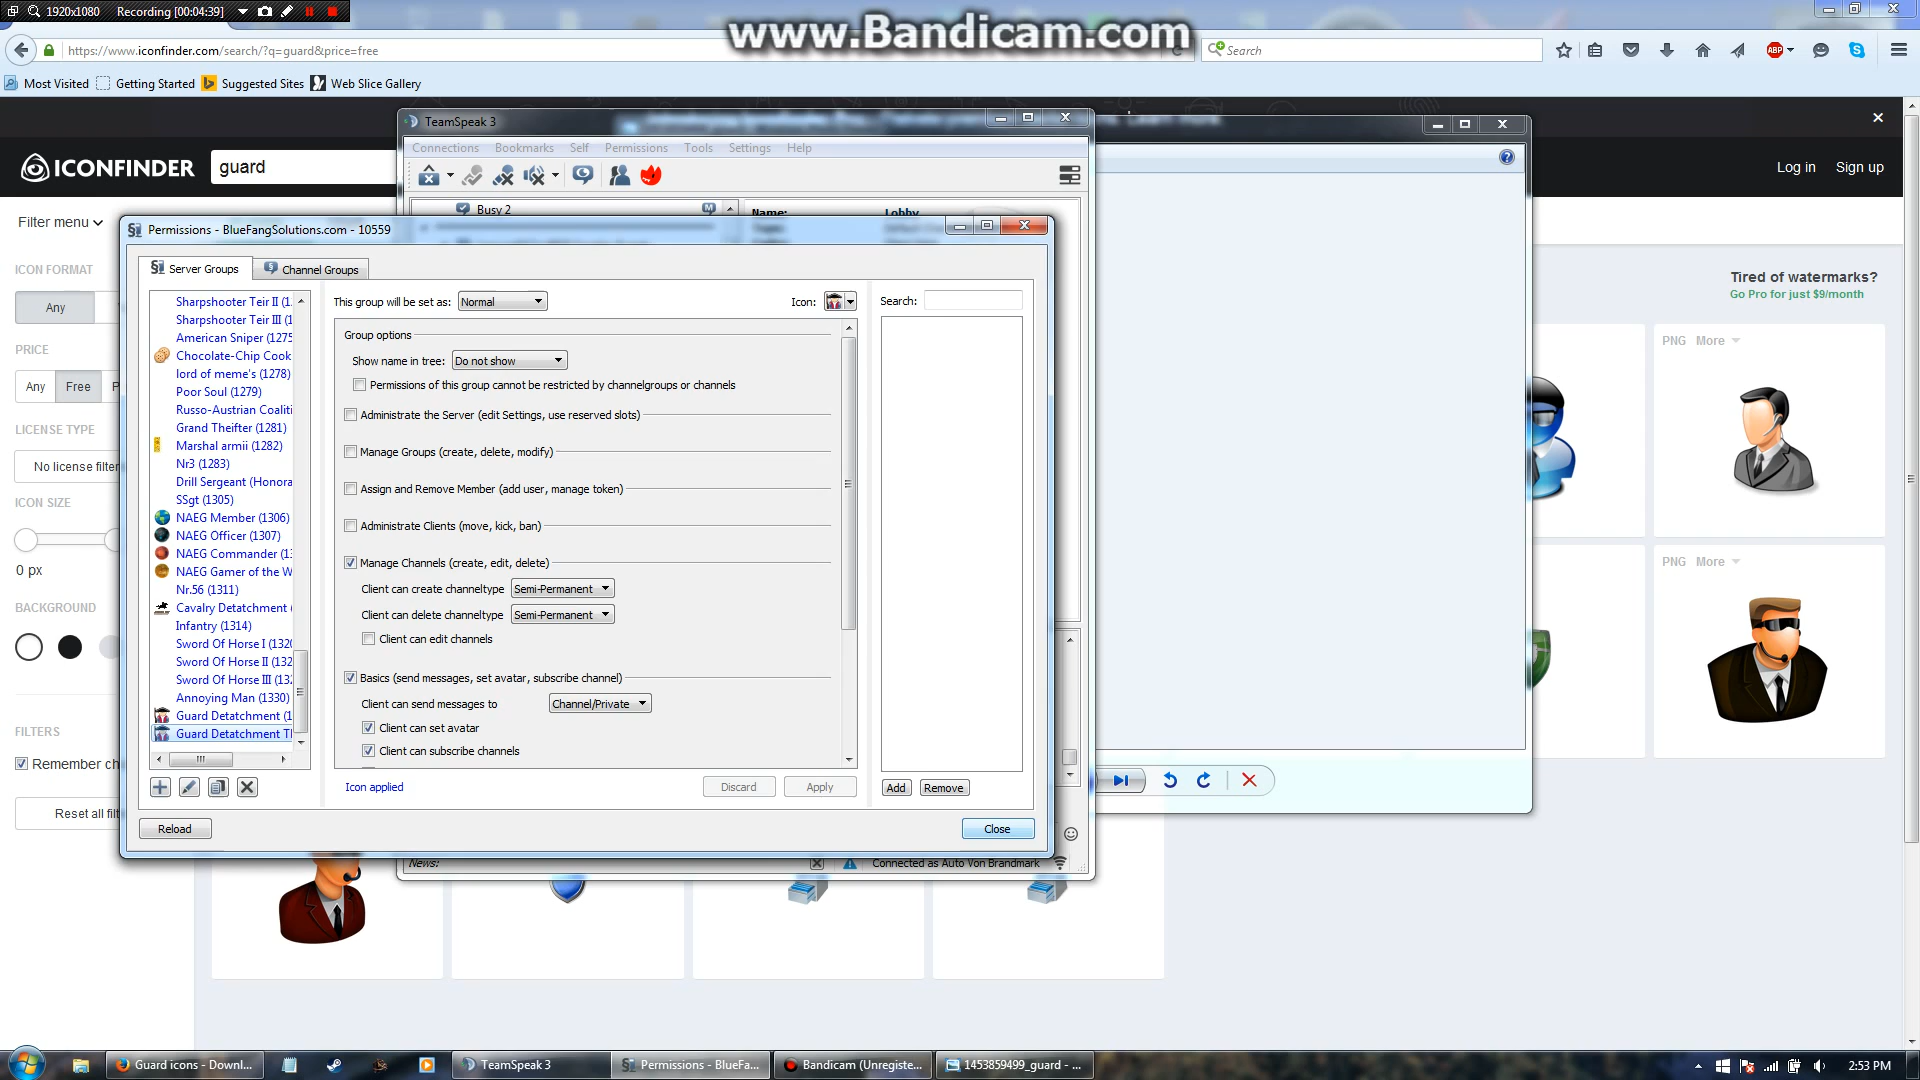 1920x1080 Recording [00:04:39]
www.Bandicam.com
https://www.iconfinder.com/search/?q=guard&price=free
Search
ABP
Most Visited Getting Started Suggested Sites Web Slice Gallery
ICONFINDER
guard
Log in Sign up
Learn more.
Filter menu
ICON FORMAT
Any
PRICE
Any Free P
LICENSE TYPE
No license filter
ICON SIZE
0 px
BACKGROUND
FILTERS
Remember ch
Reset all filt
Tired of watermarks?
Go Pro for just $9/month
PNG More
PNG More
TeamSpeak 3
Connections Bookmarks Self Permissions Tools Settings Help
Busy 2
Name: Lobby
Permissions - BlueFangSolutions.com - 10559
Server Groups Channel Groups
Sharpshooter Teir II (1.
Sharpshooter Teir III (1
American Sniper (1275
Chocolate-Chip Cook
lord of meme's (1278)
Poor Soul (1279)
Russo-Austrian Coaliti
Grand Theifter (1281)
Marshal armii (1282)
Nr3 (1283)
Drill Sergeant (Honora
SSgt (1305)
NAEG Member (1306)
NAEG Officer (1307)
NAEG Commander (13
NAEG Gamer of the W
Nr.56 (1311)
Cavalry Detatchment (
Infantry (1314)
Sword Of Horse I (1320
Sword Of Horse II (132
Sword Of Horse III (132
Annoying Man (1330)
Guard Detatchment (1
Guard Detatchment Tl
This group will be set as: Normal
Icon:
Search:
Group options
Show name in tree: Do not show
Permissions of this group cannot be restricted by channelgroups or channels
Administrate the Server (edit Settings, use reserved slots)
Manage Groups (create, delete, modify)
Assign and Remove Member (add user, manage token)
Administrate Clients (move, kick, ban)
Manage Channels (create, edit, delete)
Client can create channeltype Semi-Permanent
Client can delete channeltype Semi-Permanent
Client can edit channels
Basics (send messages, set avatar, subscribe channel)
Client can send messages to Channel/Private
Client can set avatar
Client can subscribe channels
Icon applied
Discard Apply
Add Remove
Reload
Close
News:
Connected as Auto Von Brandmark
Guard icons - Downl...
TeamSpeak 3
Permissions - BlueFa...
Bandicam (Unregiste...
1453859499_guard - ...
2:53 PM